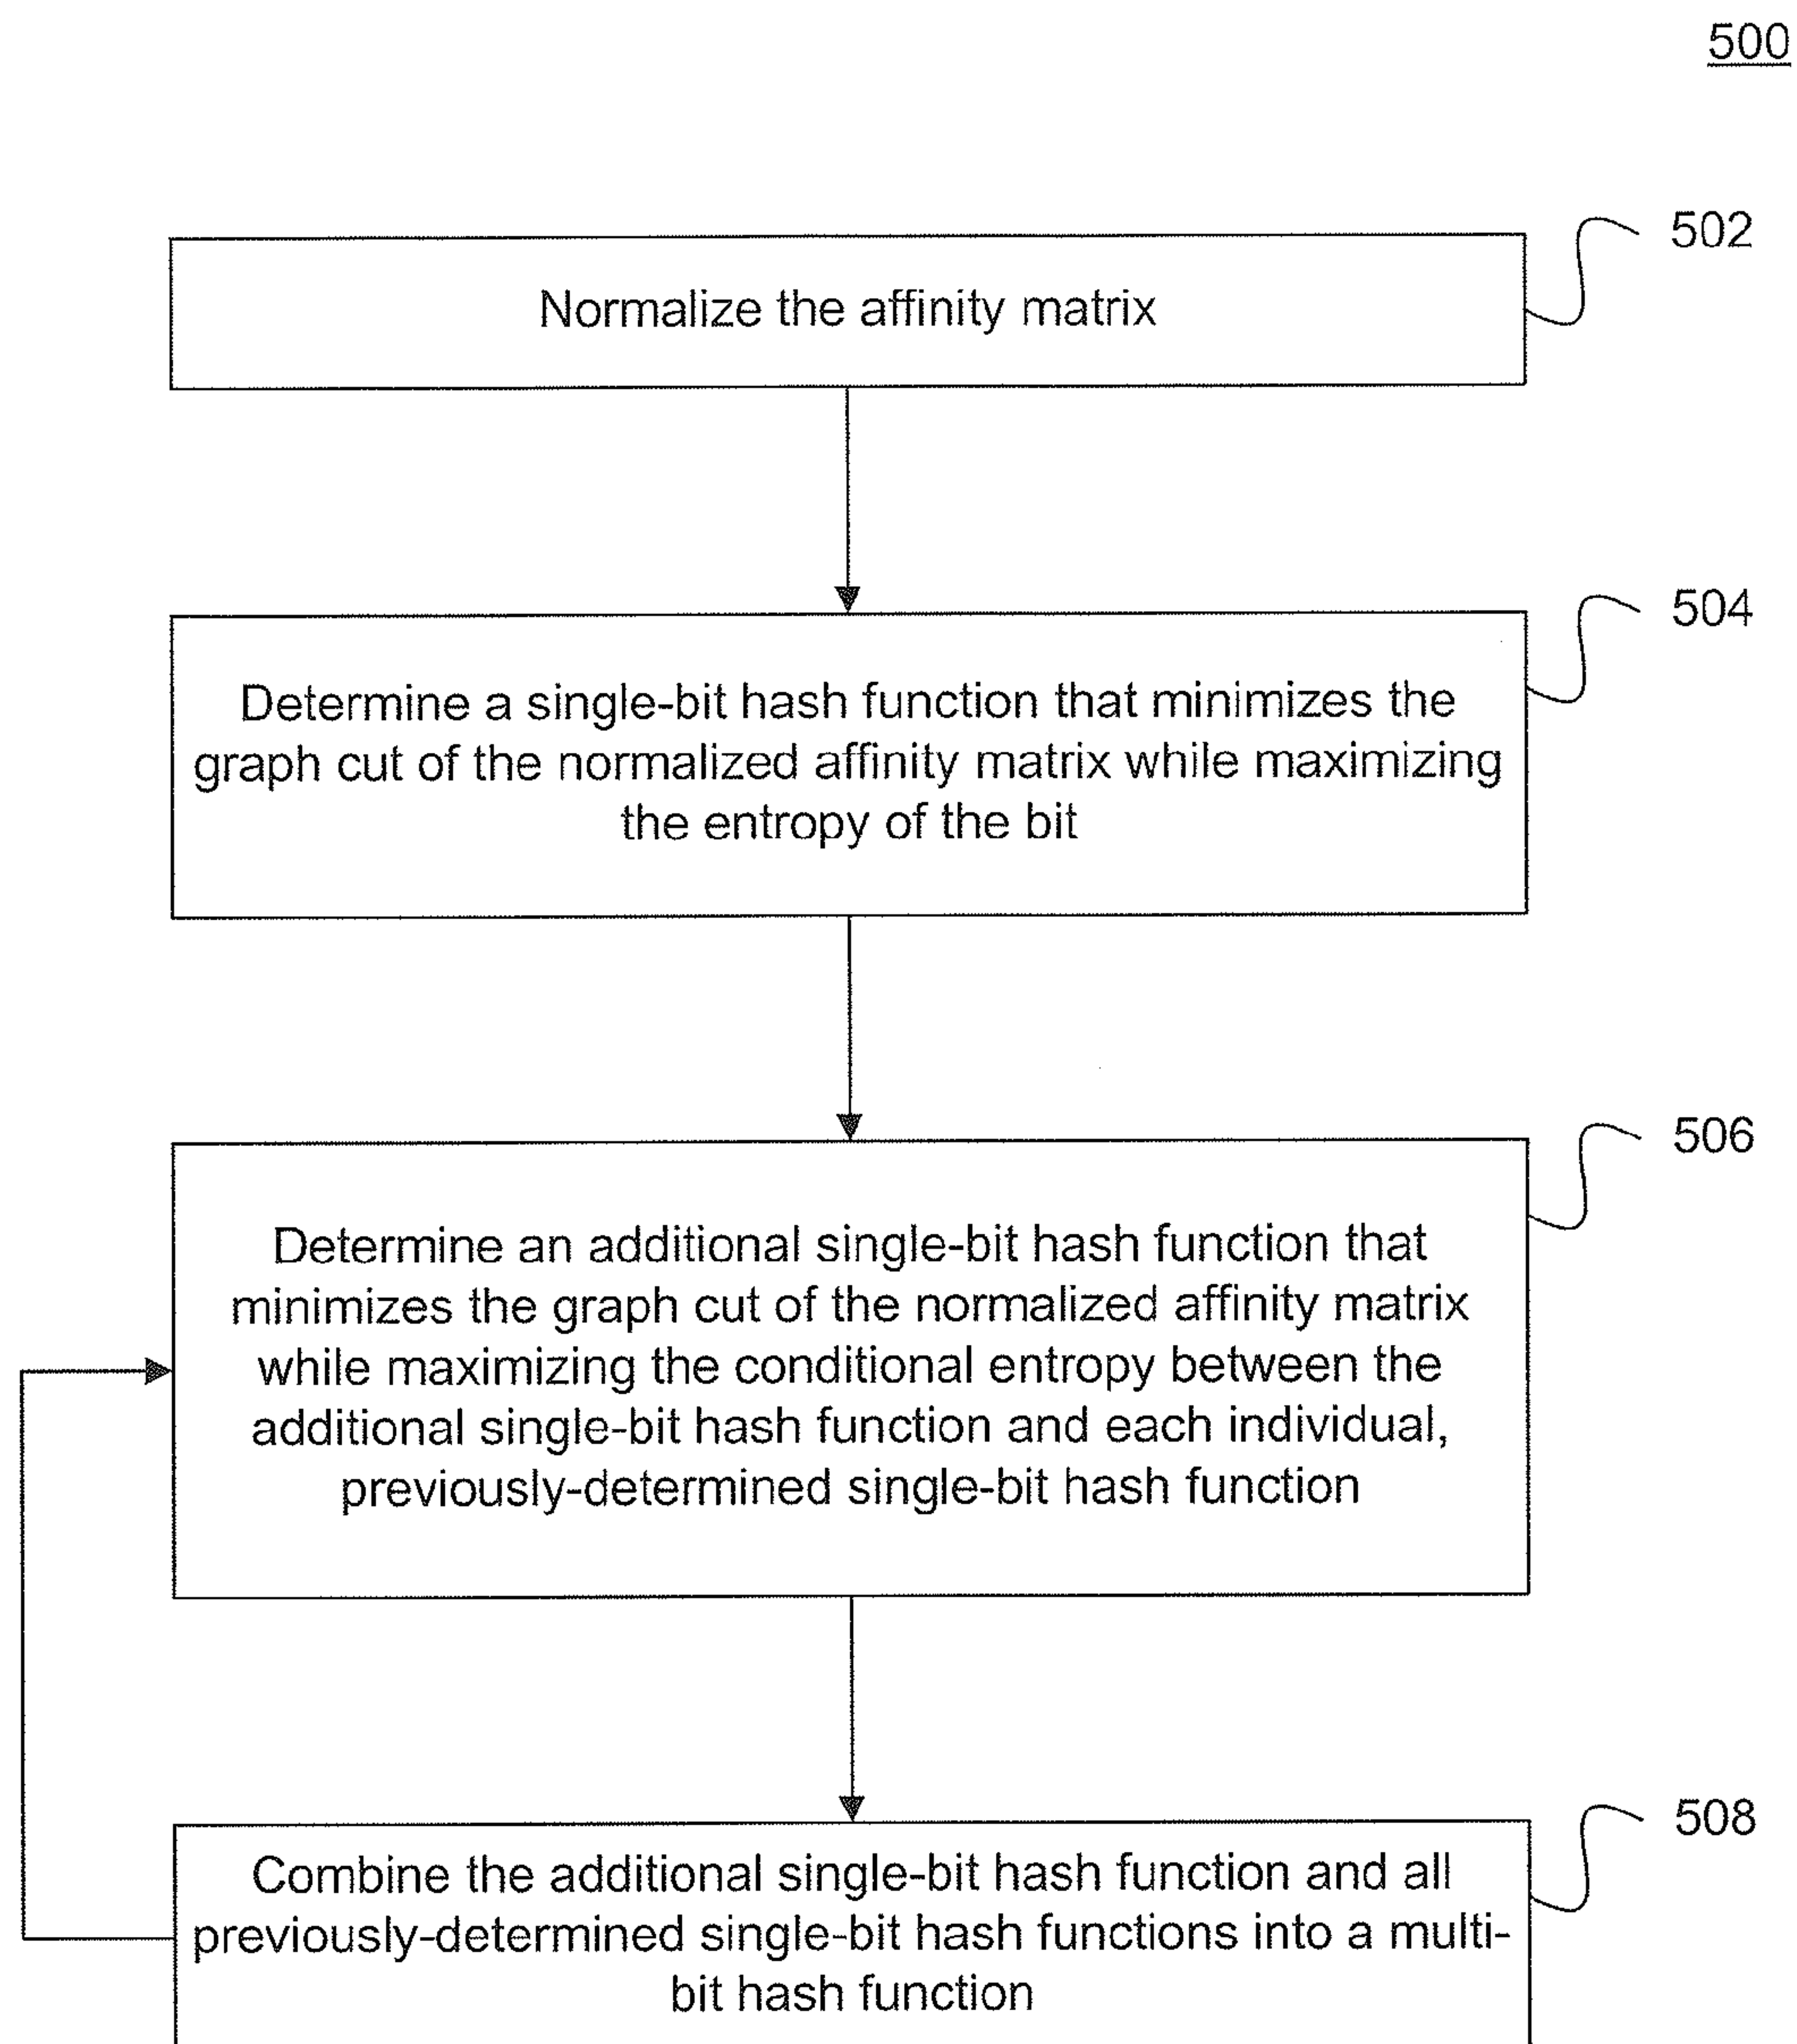 500
502
Normalize the affinity matrix
504
Determine a single-bit hash function that minimizes the
graph cut of the normalized affinity matrix while maximizing
the entropy of the bit
506
Determine an additional single-bit hash function that
minimizes the graph cut of the normalized affinity matrix
while maximizing the conditional entropy between the
additional single-bit hash function and each individual,
previously-determined single-bit hash function
508
Combine the additional single-bit hash function and all
previously-determined single-bit hash functions into a multi-
bit hash function